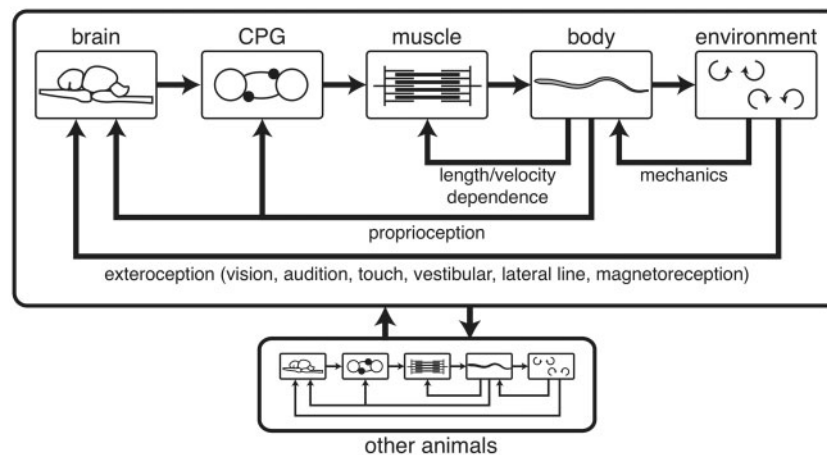 brain CPG muscle body environment
length/velocity
dependence
mechanics
proprioception
exteroception (vision, audition, touch, vestibular, lateral line, magnetoreception)
other animals